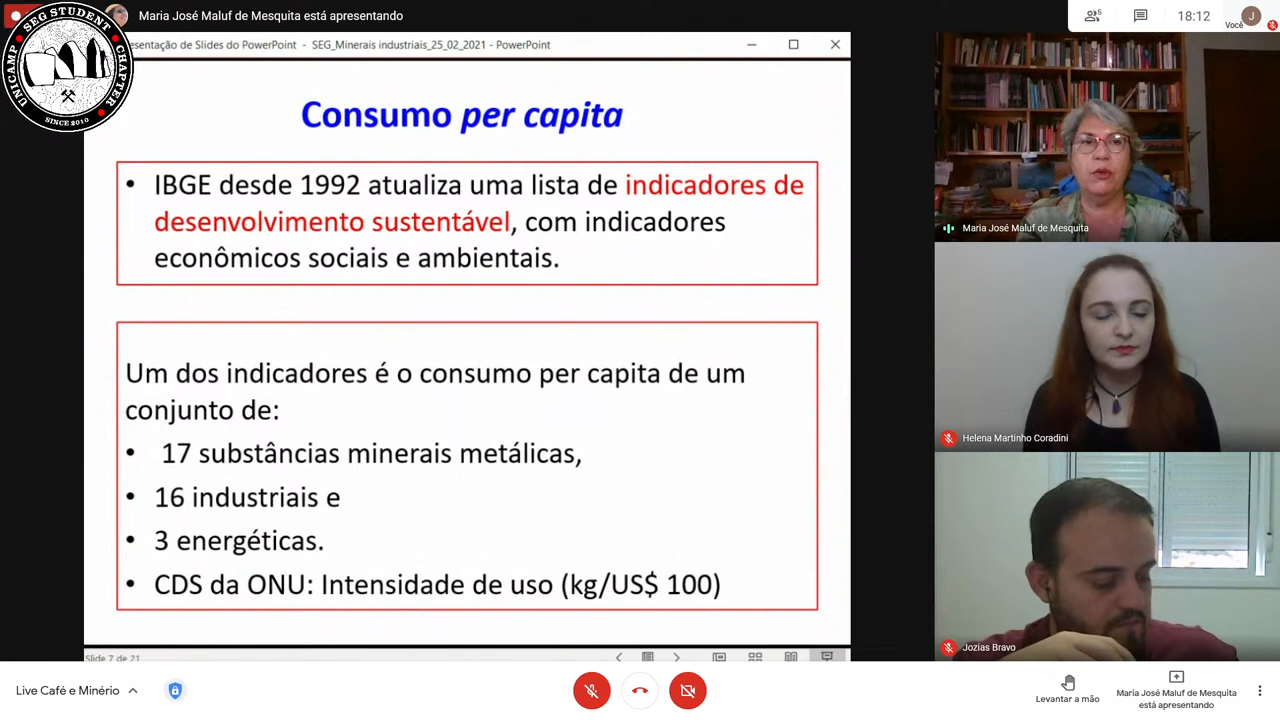 Maria José Maluf de Mesquita está apresentando
5
18:12
J
Você
SEG STUDENT
UNICAMP
CHAPTER
SINCE 2010
esentação de Slides do PowerPoint - SEG_Minerais industriais_25_02_2021 - PowerPoint
Consumo per capita
• IBGE desde 1992 atualiza uma lista de indicadores de
desenvolvimento sustentável, com indicadores
econômicos sociais e ambientais.
Um dos indicadores é o consumo per capita de um
conjunto de:
• 17 substâncias minerais metálicas,
• 16 industriais e
• 3 energéticas.
• CDS da ONU: Intensidade de uso (kg/US$ 100)
Slide 7 de 21
Maria José Maluf de Mesquita
Helena Martinho Coradini
Jozias Bravo
Live Café e Minério
Levantar a mão
Maria José Maluf de Mesquita
está apresentando